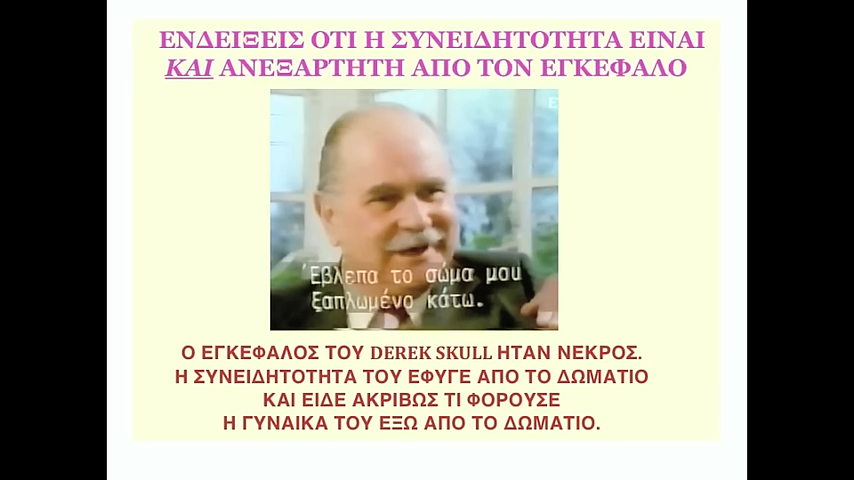 ΕΝΔΕΙΞΕΙΣ ΟΤΙ Η ΣΥΝΕΙΔΗΤΟΤΗΤΑ ΕΙΝΑΙ
ΚΑΙ ΑΝΕΞΑΡΤΗΤΗ ΑΠΟ ΤΟΝ ΕΓΚΕΦΑΛΟ
Έβλεπα το σώμα μου
ξαπλωμένο κάτω.
Ο ΕΓΚΕΦΑΛΟΣ ΤΟΥ DEREK SKULL ΗΤΑΝ ΝΕΚΡΟΣ.
Η ΣΥΝΕΙΔΗΤΟΤΗΤΑ ΤΟΥ ΕΦΥΓΕ ΑΠΟ ΤΟ ΔΩΜΑΤΙΟ
ΚΑΙ ΕΙΔΕ ΑΚΡΙΒΩΣ ΤΙ ΦΟΡΟΥΣΕ
Η ΓΥΝΑΙΚΑ ΤΟΥ ΕΞΩ ΑΠΟ ΤΟ ΔΩΜΑΤΙΟ.